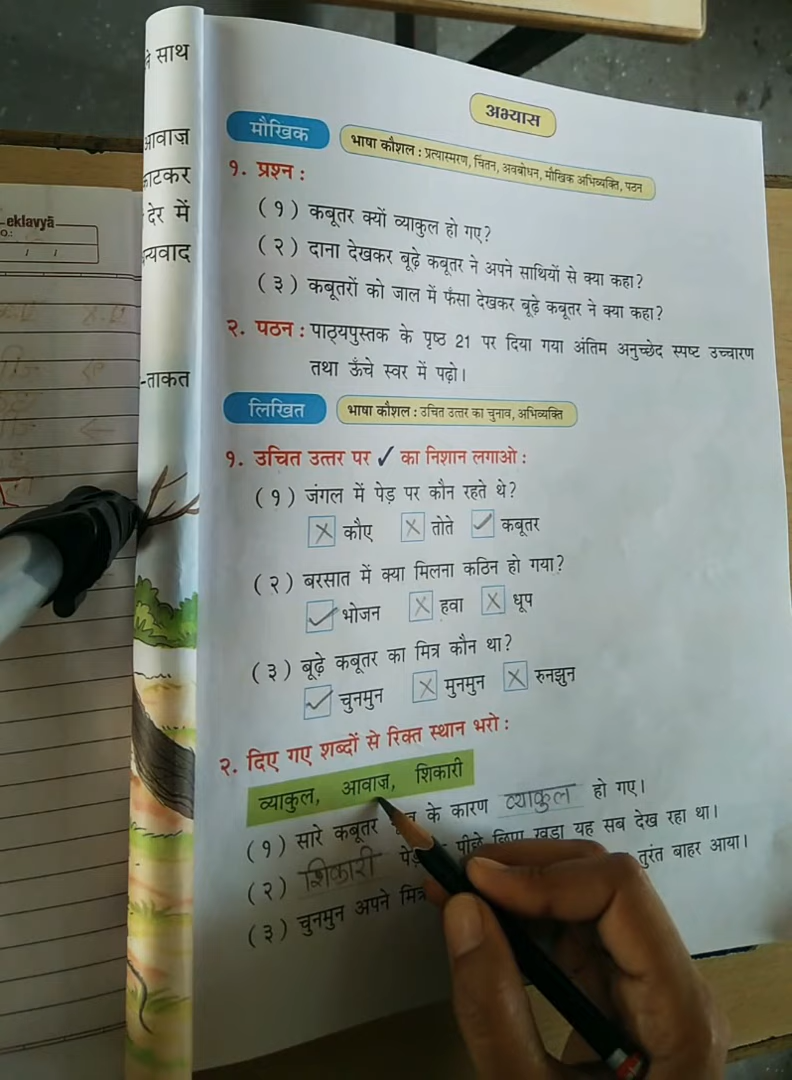 साथ
आवाज़
काटकर
देर में
न्यवाद
-ताकत
eklavyā
अभ्यास
मौखिक
भाषा कौशल : प्रत्यास्मरण, चिंतन, अवबोधन, मौखिक अभिव्यक्ति, पठन
१. प्रश्न :
(१) कबूतर क्यों व्याकुल हो गए?
(२) दाना देखकर बूढ़े कबूतर ने अपने साथियों से क्या कहा?
(३) कबूतरों को जाल में फँसा देखकर बूढ़े कबूतर ने क्या कहा?
२. पठन : पाठ्यपुस्तक के पृष्ठ 21 पर दिया गया अंतिम अनुच्छेद स्पष्ट उच्चारण
तथा ऊँचे स्वर में पढ़ो।
लिखित
भाषा कौशल : उचित उत्तर का चुनाव, अभिव्यक्ति
१. उचित उत्तर पर ✓ का निशान लगाओ :
(१) जंगल में पेड़ पर कौन रहते थे?
☒ कौए ☒ तोते ☑ कबूतर
(२) बरसात में क्या मिलना कठिन हो गया?
☑ भोजन ☒ हवा ☒ धूप
(३) बूढ़े कबूतर का मित्र कौन था?
☑ चुनमुन ☒ मुनमुन ☒ रुनझुन
२. दिए गए शब्दों से रिक्त स्थान भरो :
व्याकुल, आवाज़, शिकारी
(१) सारे कबूतर के कारण व्याकुल हो गए।
(२) शिकारी पीछे छिपा खड़ा यह सब देख रहा था।
(३) चुनमुन अपने तुरंत बाहर आया।